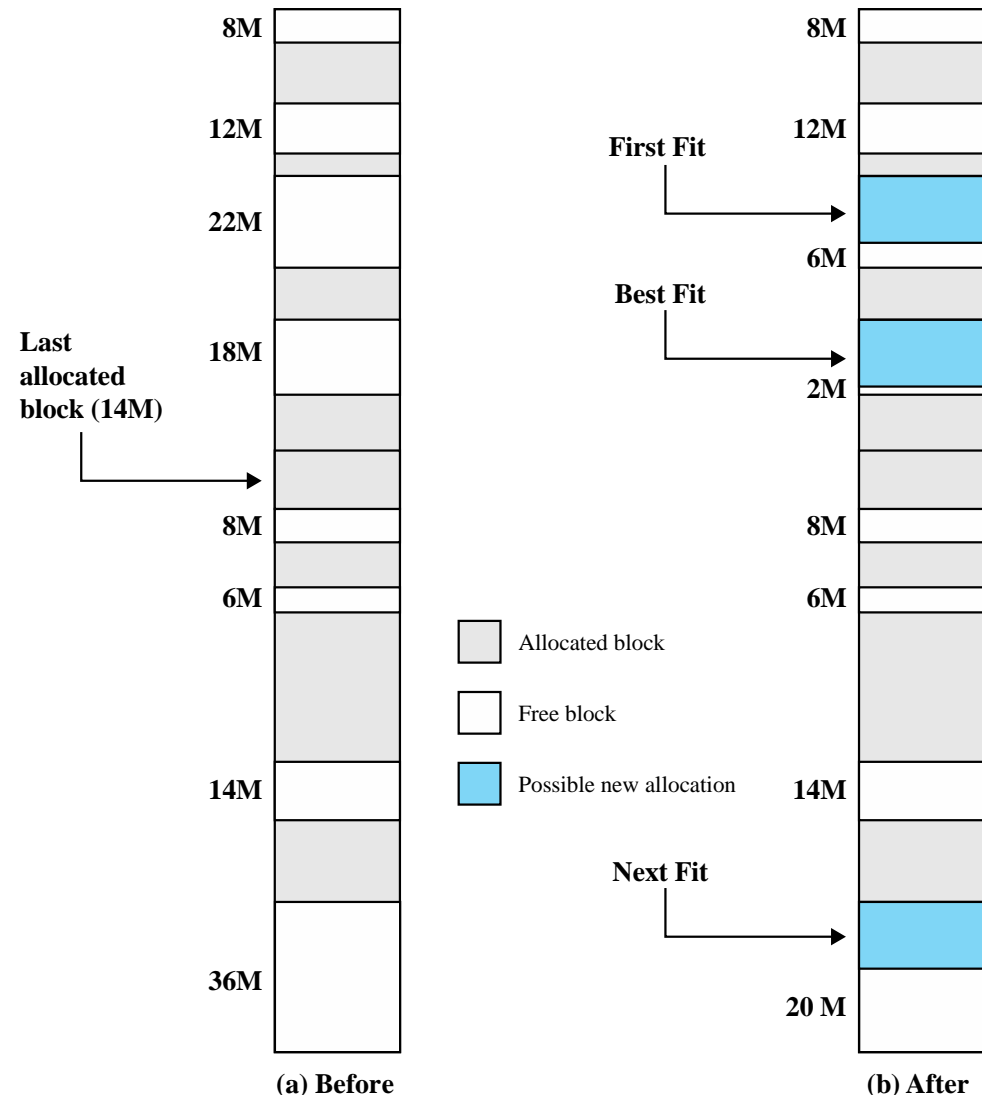 8M
12M
22M
18M
Last
allocated
block (14M)
8M
6M
14M
36M
(a) Before
Allocated block
Free block
Possible new allocation
8M
12M
First Fit
6M
Best Fit
2M
8M
6M
14M
Next Fit
20 M
(b) After